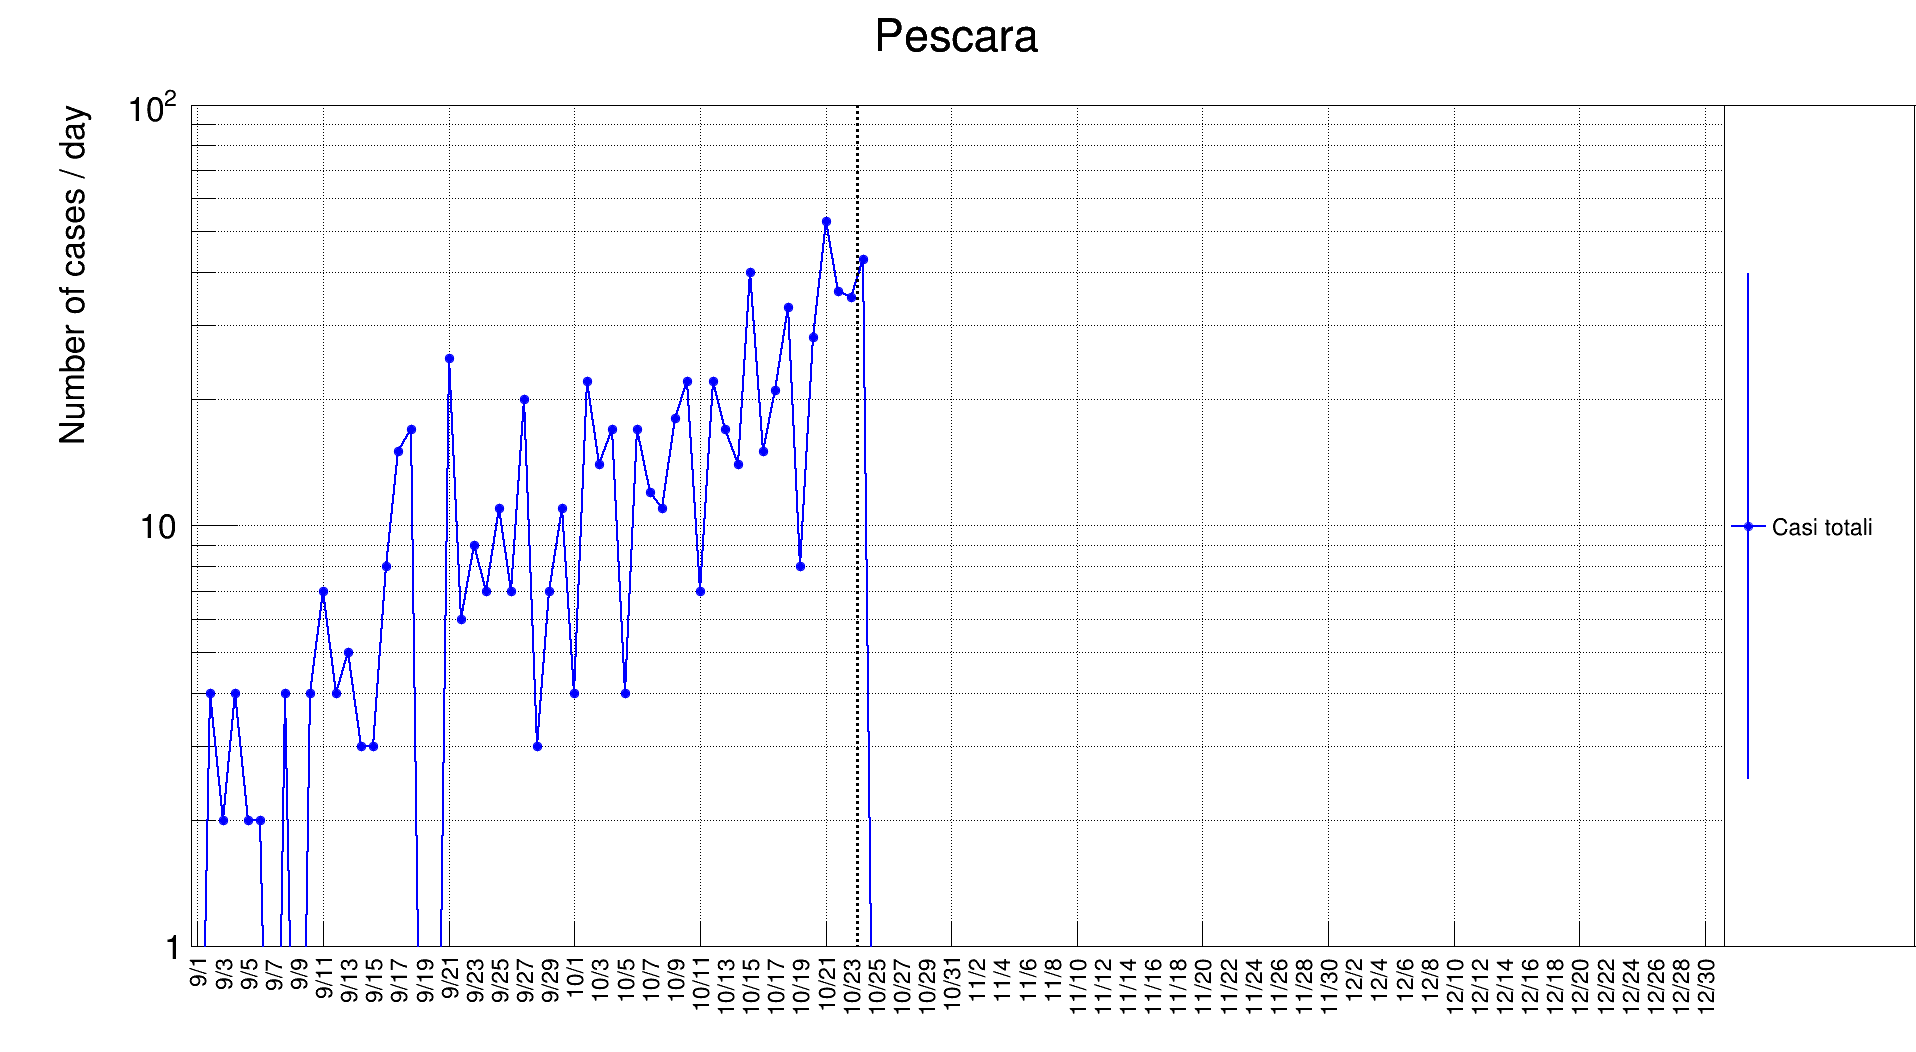 Pescara
Number of cases / day
10²
10
1
9/1 9/3 9/5 9/7 9/9 9/11 9/13 9/15 9/17 9/19 9/21 9/23 9/25 9/27 9/29 10/1 10/3 10/5 10/7 10/9 10/11 10/13 10/15 10/17 10/19 10/21 10/23 10/25 10/27 10/29 10/31 11/2 11/4 11/6 11/8 11/10 11/12 11/14 11/16 11/18 11/20 11/22 11/24 11/26 11/28 11/30 12/2 12/4 12/6 12/8 12/10 12/12 12/14 12/16 12/18 12/20 12/22 12/24 12/26 12/28 12/30
Casi totali